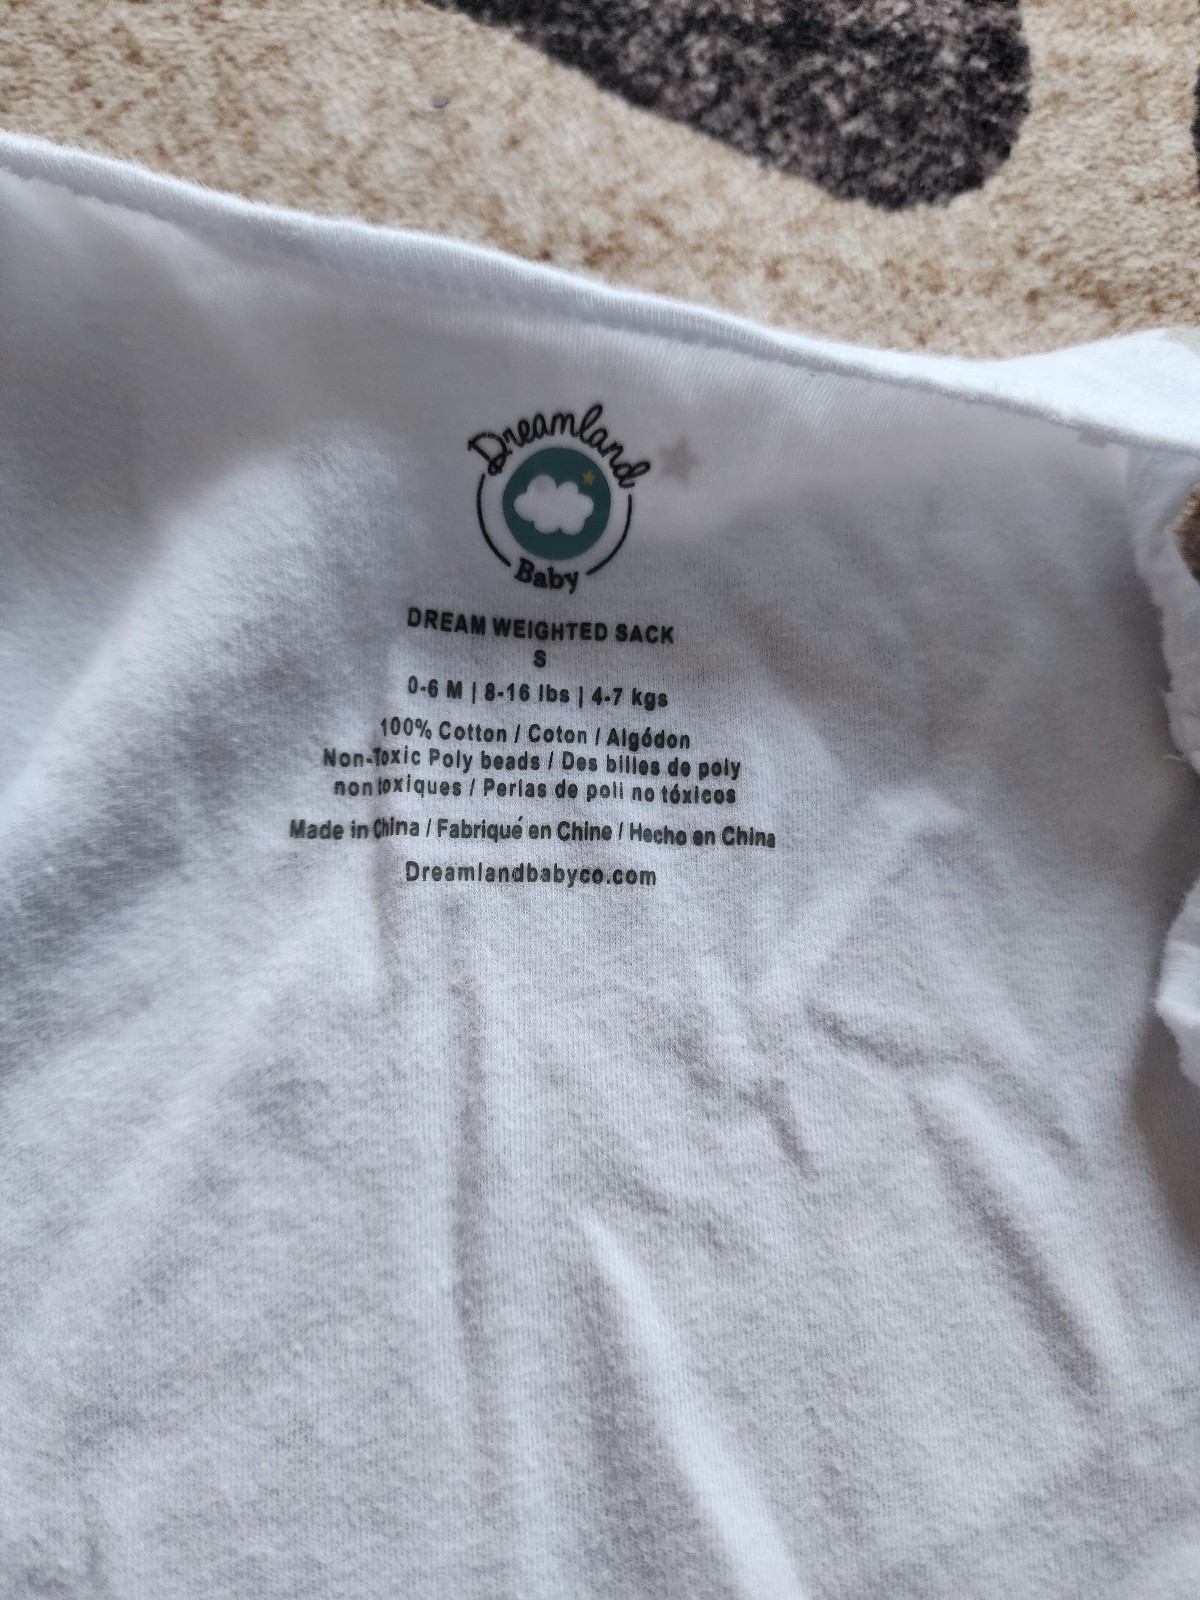 Dreamland
Baby
DREAM WEIGHTED SACK
S
0-6 M | 8-16 lbs | 4-7 kgs
100% Cotton / Coton / Algódon
Non-Toxic Poly beads / Des billes de poly
non toxiques / Perlas de poli no tóxicos
Made in China / Fabriqué en Chine / Hecho en China
Dreamlandbabyco.com